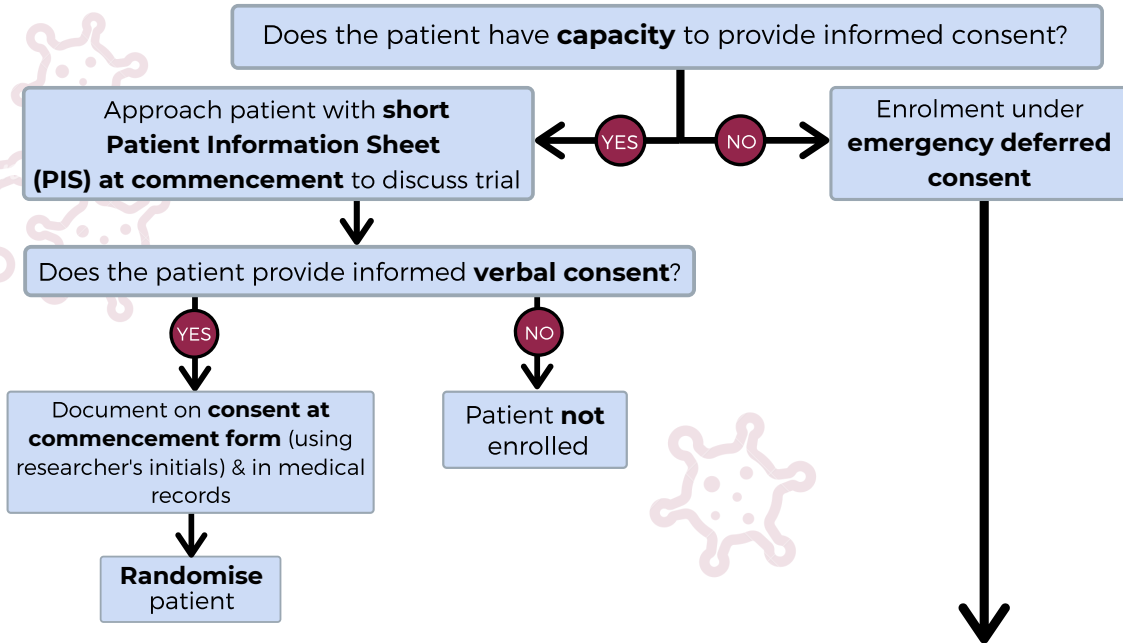 Does the patient have capacity to provide informed consent?
Approach patient with short
Patient Information Sheet
(PIS) at commencement to discuss trial
YES
NO
Enrolment under
emergency deferred
consent
Does the patient provide informed verbal consent?
YES
NO
Document on consent at
commencement form (using
researcher's initials) & in medical
records
Patient not
enrolled
Randomise
patient